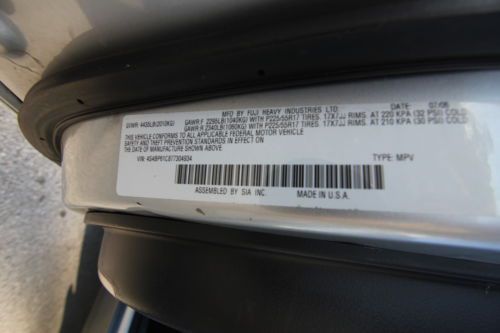 MFD. BY FUJI HEAVY INDUSTRIES LTD. DATE: 07/06
GVWR: 4435LB(2010KG) GAWR:F 2295LB(1040KG) WITH P225/55R17 TIRES. 17X7JJ RIMS. AT 220 KPA (32 PSI) COLD
GAWR:R 2340LB(1060KG) WITH P225/55R17 TIRES. 17X7JJ RIMS. AT 210 KPA (30 PSI) COLD
THIS VEHICLE CONFORMS TO ALL APPLICABLE FEDERAL MOTOR VEHICLE
SAFETY AND THEFT PREVENTION STANDARDS IN EFFECT ON
THE DATE OF MANUFACTURE SHOWN ABOVE.
VIN: 4S4BP61C877304934 TYPE: MPV
ASSEMBLED BY SIA INC. MADE IN U.S.A.